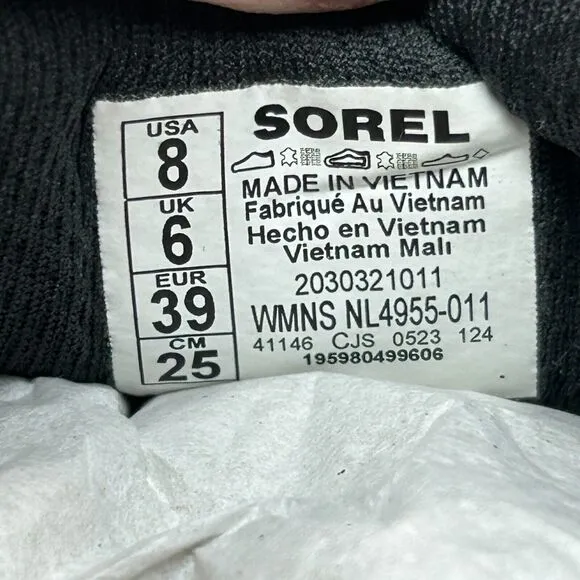 USA
8
UK
6
EUR
39
CM
25
SOREL
MADE IN VIETNAM
Fabriqué Au Vietnam
Hecho en Vietnam
Vietnam Malı
2030321011
WMNS NL4955-011
41146 CJS 0523 124
195980499606